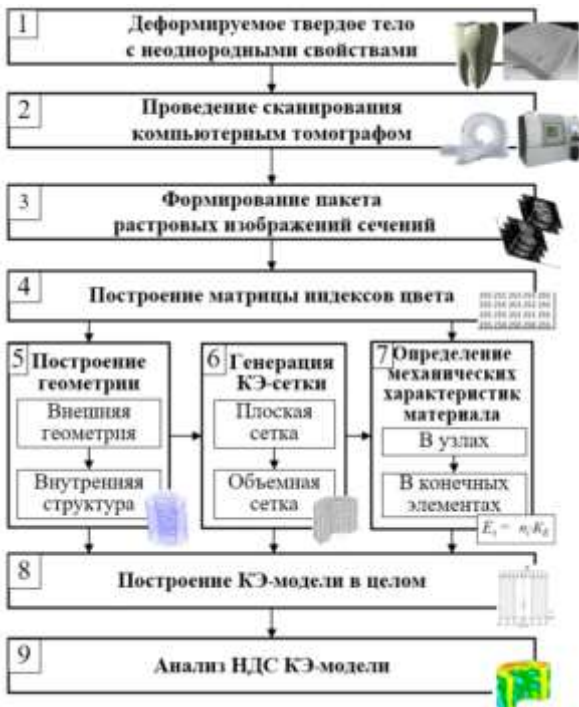 1
Деформируемое твердое тело
с неоднородными свойствами
2
Проведение сканирования
компьютерным томографом
3
Формирование пакета
растровых изображений сечений
4
Построение матрицы индексов цвета
5
Построение
геометрии
Внешняя
геометрия
Внутренняя
структура
6
Генерация
КЭ-сетки
Плоская
сетка
Объемная
сетка
7
Определение
механических
характеристик
материала
В узлах
В конечных
элементах
8
Построение КЭ-модели в целом
9
Анализ НДС КЭ-модели